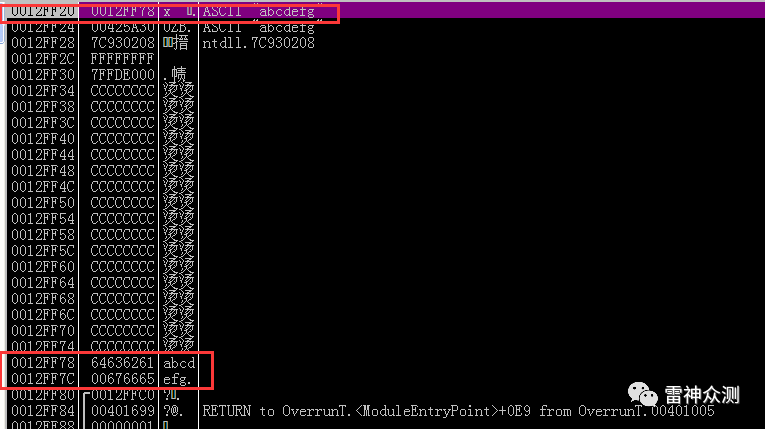 0012FF20 0012FF78 x . ASCII "abcdefg"
0012FF24 00425A30 0ZB. ASCII "abcdefg"
0012FF28 7C930208 搢 ntdll.7C930208
0012FF2C FFFFFFFF
0012FF30 7FFDE000 .帻
0012FF34 CCCCCCCC 烫烫
0012FF38 CCCCCCCC 烫烫
0012FF3C CCCCCCCC 烫烫
0012FF40 CCCCCCCC 烫烫
0012FF44 CCCCCCCC 烫烫
0012FF48 CCCCCCCC 烫烫
0012FF4C CCCCCCCC 烫烫
0012FF50 CCCCCCCC 烫烫
0012FF54 CCCCCCCC 烫烫
0012FF58 CCCCCCCC 烫烫
0012FF5C CCCCCCCC 烫烫
0012FF60 CCCCCCCC 烫烫
0012FF64 CCCCCCCC 烫烫
0012FF68 CCCCCCCC 烫烫
0012FF6C CCCCCCCC 烫烫
0012FF70 CCCCCCCC 烫烫
0012FF74 CCCCCCCC 烫烫
0012FF78 64636261 abcd
0012FF7C 00676665 efg.
0012FF80 0012FFC0 ?.
0012FF84 00401699 ?@. RETURN to OverrunT.<ModuleEntryPoint>+0E9 from OverrunT.00401005
0012FF88 00000001
雷神众测